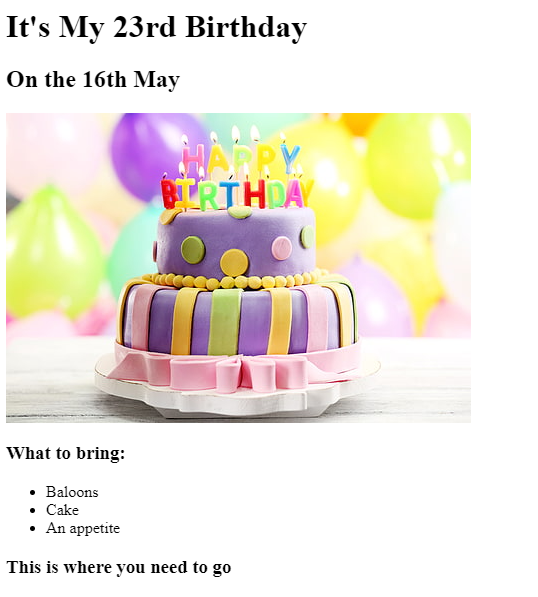 It's My 23rd Birthday
On the 16th May
HAPPY
BIRTHDAY
What to bring:
Baloons
Cake
An appetite
This is where you need to go